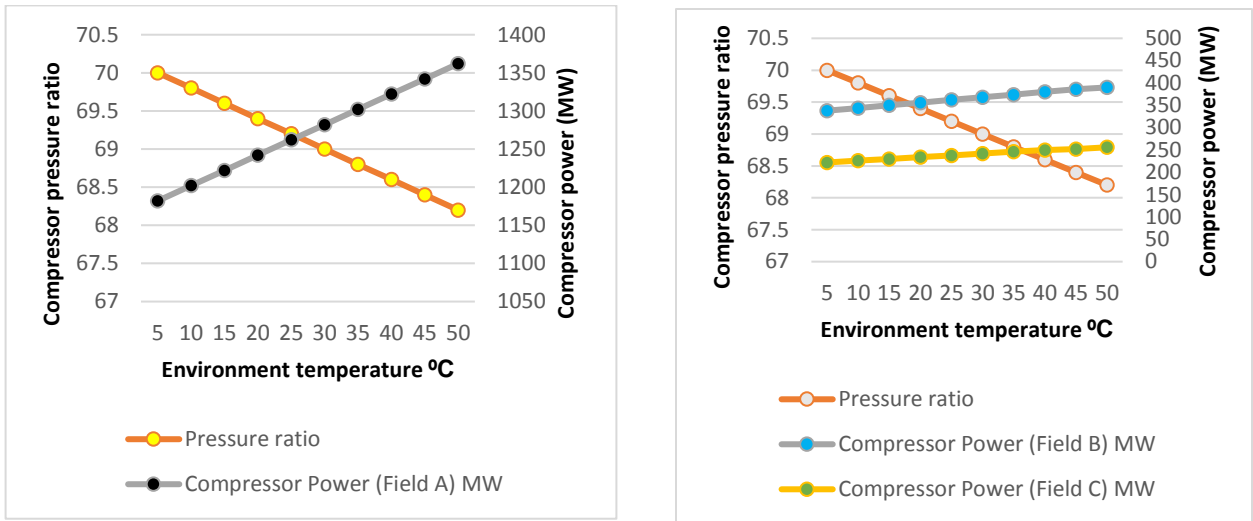 Compressor pressure ratio
70.5
70
69.5
69
68.5
68
67.5
67
1400
1350
1300
1250
1200
1150
1100
1050
Compressor power (MW)
5 10 15 20 25 30 35 40 45 50
Environment temperature ⁰C
Pressure ratio
Compressor Power (Field A) MW
Compressor pressure ratio
70.5
70
69.5
69
68.5
68
67.5
67
500
450
400
350
300
250
200
150
100
50
0
Compressor power (MW)
5 10 15 20 25 30 35 40 45 50
Environment temperature ⁰C
Pressure ratio
Compressor Power (Field B) MW
Compressor Power (Field C) MW